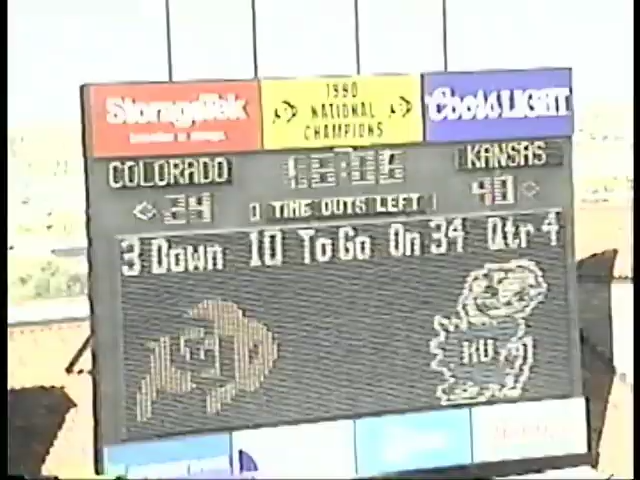 StorageTek
1990
NATIONAL
CHAMPIONS
Coors LIGHT
COLORADO
KANSAS
24
40
0 TIME OUTS LEFT
3 Down 10 To Go On 34 Qtr 4
KU